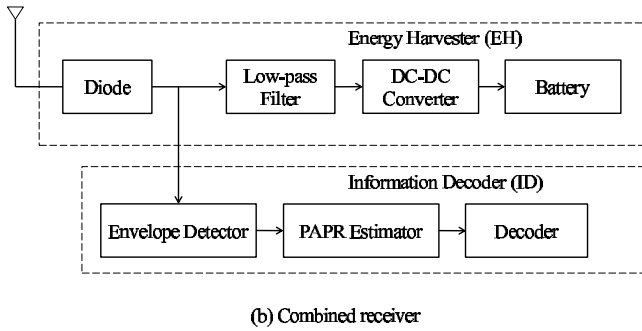 Energy Harvester (EH)
Diode
Low-pass
Filter
DC-DC
Converter
Battery
Information Decoder (ID)
Envelope Detector
PAPR Estimator
Decoder
(b) Combined receiver